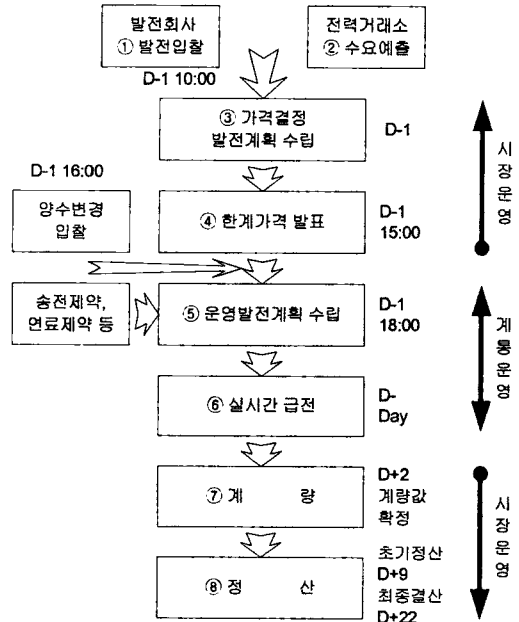 발전회사
① 발전입찰
전력거래소
② 수요예출
D-1 10:00
③ 가격결정
발전계획 수립
D-1
D-1 16:00
양수변경
입찰
④ 한계가격 발표
D-1
15:00
시장운영
송전제약,
연료제약 등
⑤ 운영발전계획 수립
D-1
18:00
⑥ 실시간 급전
D-
Day
계통운영
⑦ 계 량
D+2
계량값
확정
⑧ 정 산
초기정산
D+9
최종결산
D+22
시장운영